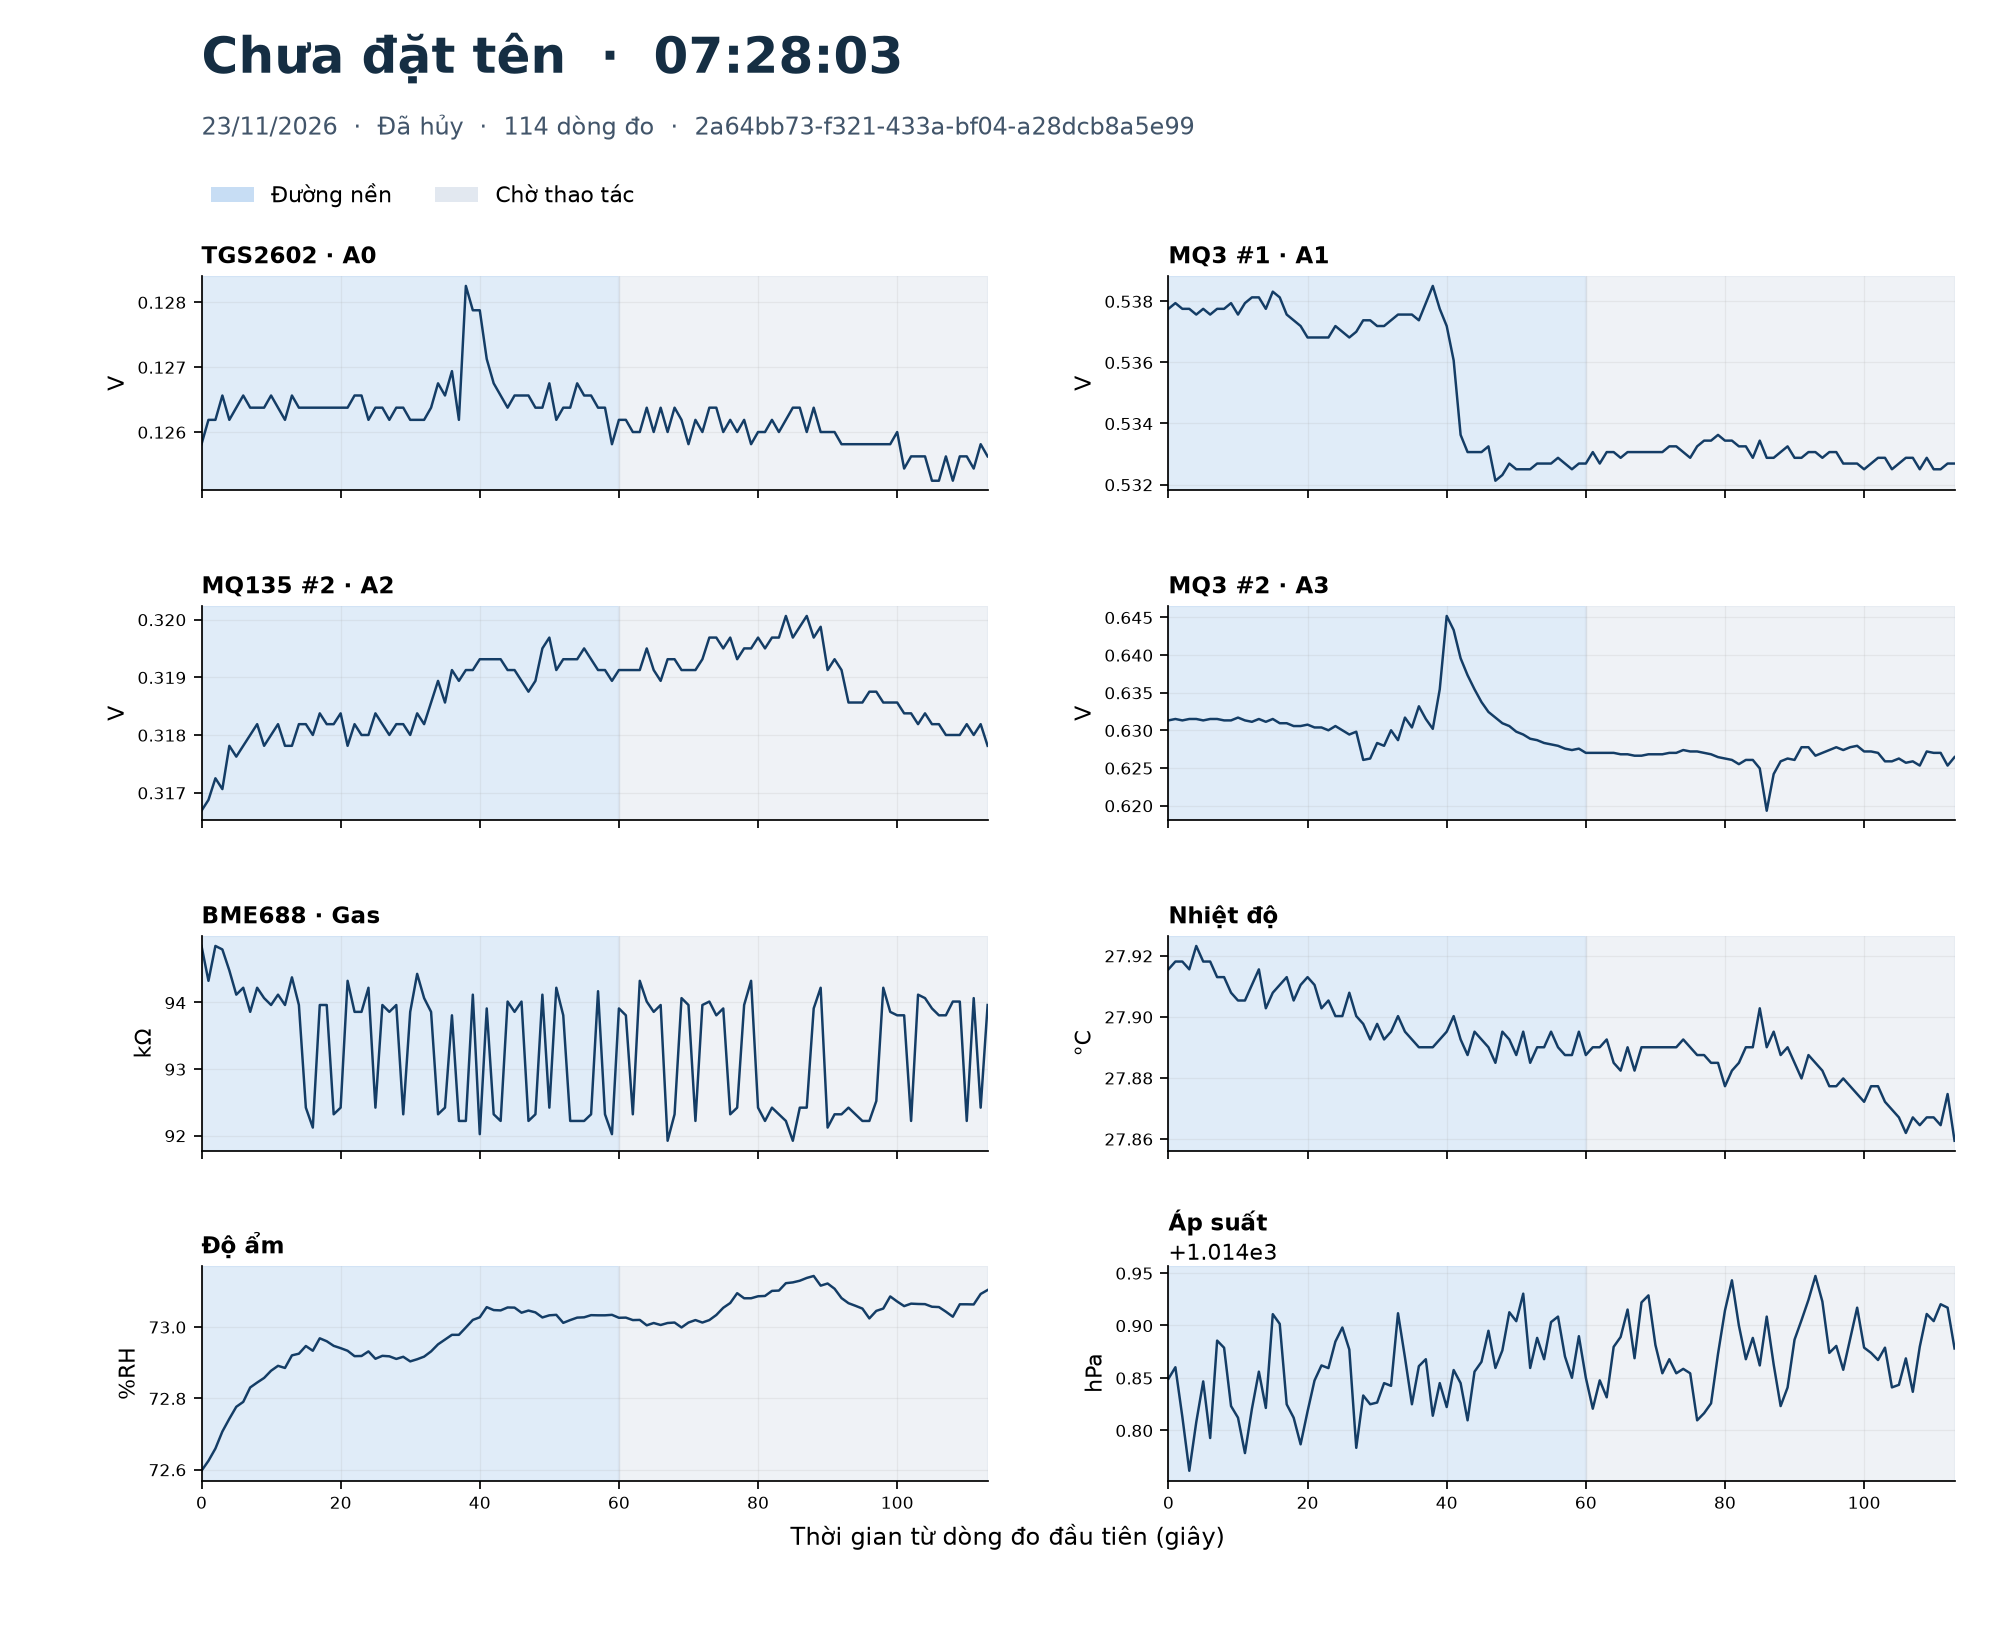 Chưa đặt tên · 07:28:03
23/11/2026 · Đã hủy · 114 dòng đo · 2a64bb73-f321-433a-bf04-a28dcb8a5e99
Đường nền Chờ thao tác
TGS2602 · A0
V
0.128
0.127
0.126
MQ3 #1 · A1
V
0.538
0.536
0.534
0.532
MQ135 #2 · A2
V
0.320
0.319
0.318
0.317
MQ3 #2 · A3
V
0.645
0.640
0.635
0.630
0.625
0.620
BME688 · Gas
kΩ
94
93
92
Nhiệt độ
°C
27.92
27.90
27.88
27.86
Độ ẩm
%RH
73.0
72.8
72.6
0 20 40 60 80 100
Áp suất
+1.014e3
hPa
0.95
0.90
0.85
0.80
0 20 40 60 80 100
Thời gian từ dòng đo đầu tiên (giây)